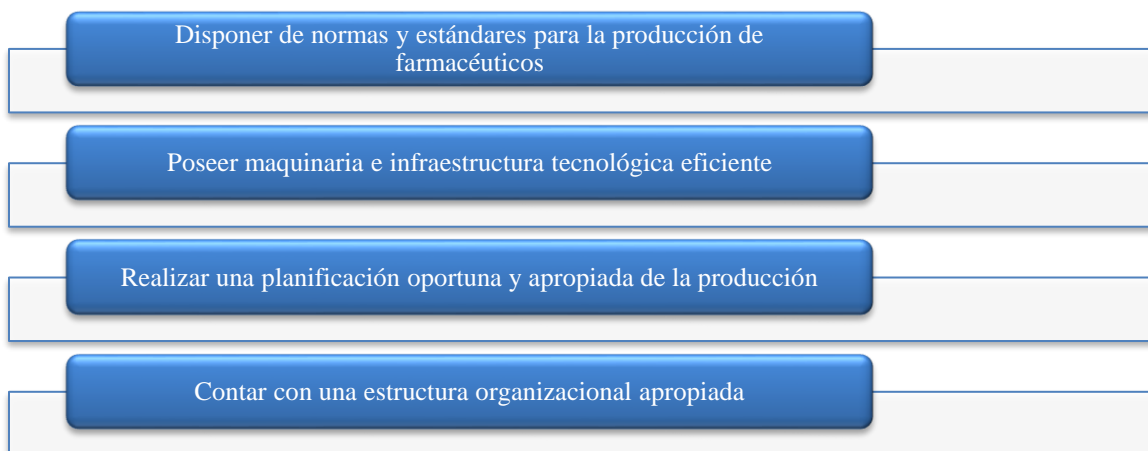 Disponer de normas y estándares para la producción de
farmacéuticos
Poseer maquinaria e infraestructura tecnológica eficiente
Realizar una planificación oportuna y apropiada de la producción
Contar con una estructura organizacional apropiada